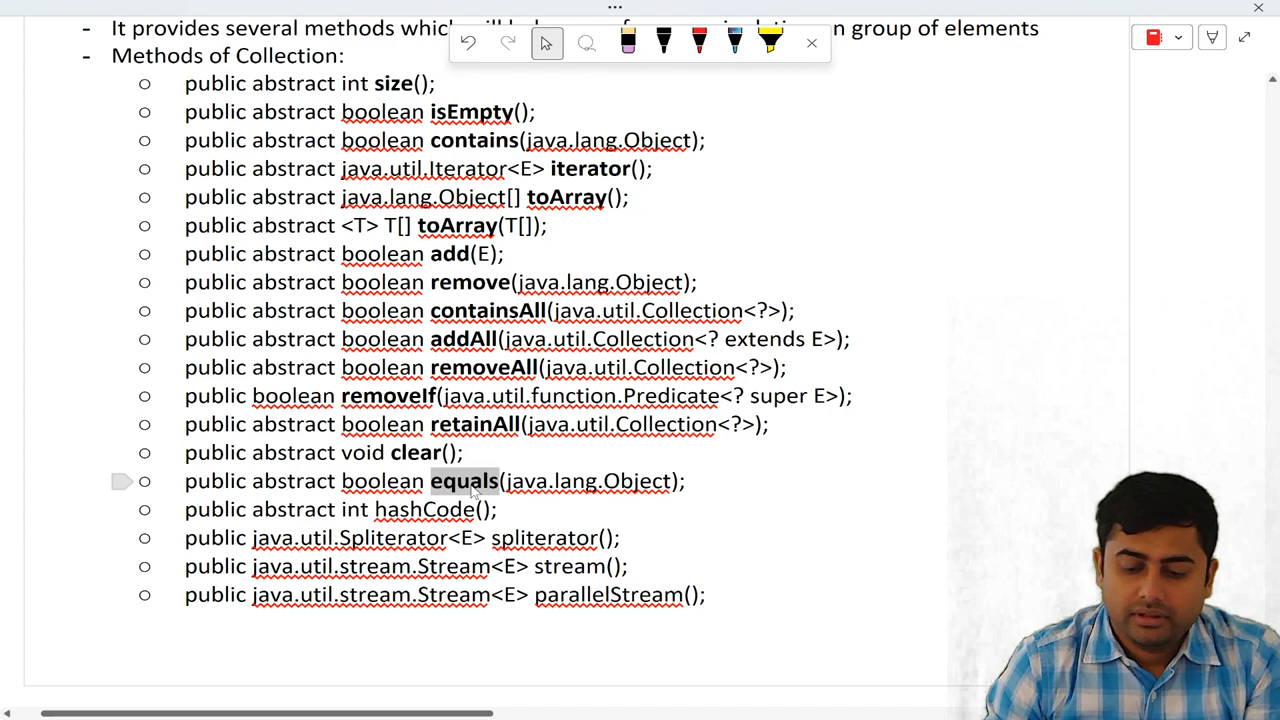 - It provides several methods which n group of elements
- Methods of Collection:
○ public abstract int size();
○ public abstract boolean isEmpty();
○ public abstract boolean contains(java.lang.Object);
○ public abstract java.util.Iterator<E> iterator();
○ public abstract java.lang.Object[] toArray();
○ public abstract <T> T[] toArray(T[]);
○ public abstract boolean add(E);
○ public abstract boolean remove(java.lang.Object);
○ public abstract boolean containsAll(java.util.Collection<?>);
○ public abstract boolean addAll(java.util.Collection<? extends E>);
○ public abstract boolean removeAll(java.util.Collection<?>);
○ public boolean removeIf(java.util.function.Predicate<? super E>);
○ public abstract boolean retainAll(java.util.Collection<?>);
○ public abstract void clear();
○ public abstract boolean equals(java.lang.Object);
○ public abstract int hashCode();
○ public java.util.Spliterator<E> spliterator();
○ public java.util.stream.Stream<E> stream();
○ public java.util.stream.Stream<E> parallelStream();